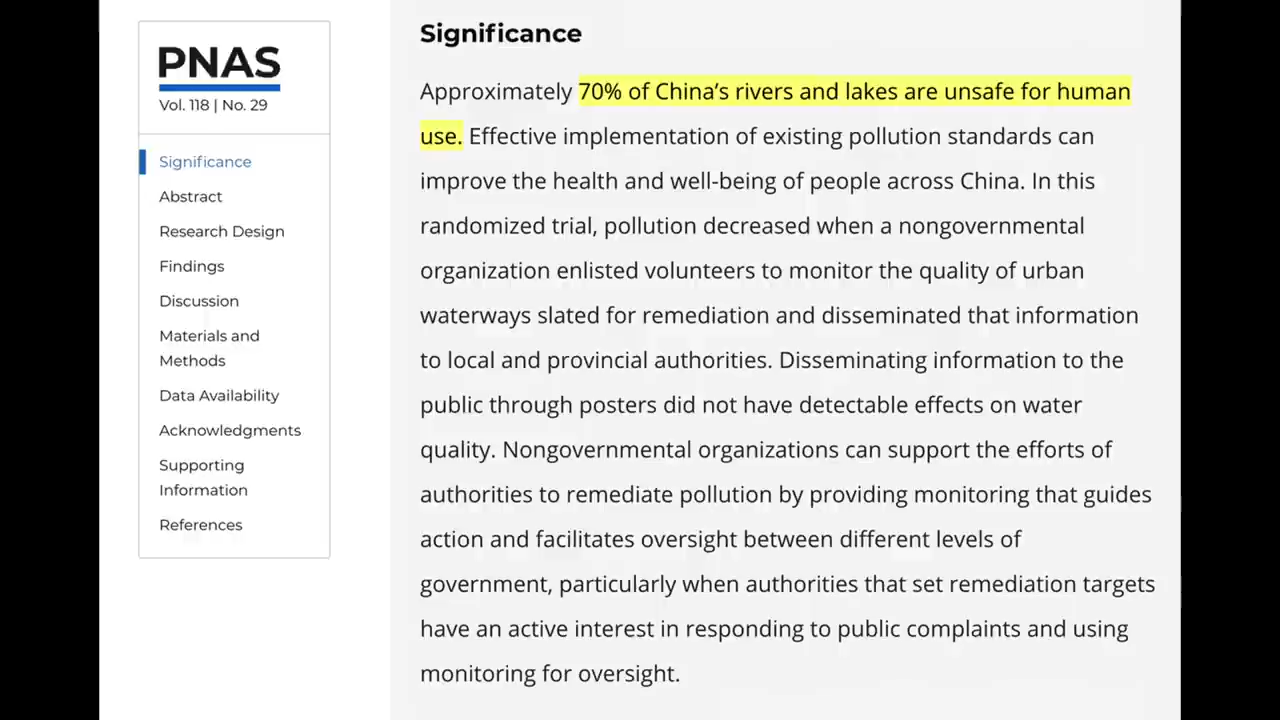 PNAS
Vol. 118 | No. 29
Significance
Abstract
Research Design
Findings
Discussion
Materials and
Methods
Data Availability
Acknowledgments
Supporting
Information
References
Significance
Approximately 70% of China’s rivers and lakes are unsafe for human
use. Effective implementation of existing pollution standards can
improve the health and well-being of people across China. In this
randomized trial, pollution decreased when a nongovernmental
organization enlisted volunteers to monitor the quality of urban
waterways slated for remediation and disseminated that information
to local and provincial authorities. Disseminating information to the
public through posters did not have detectable effects on water
quality. Nongovernmental organizations can support the efforts of
authorities to remediate pollution by providing monitoring that guides
action and facilitates oversight between different levels of
government, particularly when authorities that set remediation targets
have an active interest in responding to public complaints and using
monitoring for oversight.